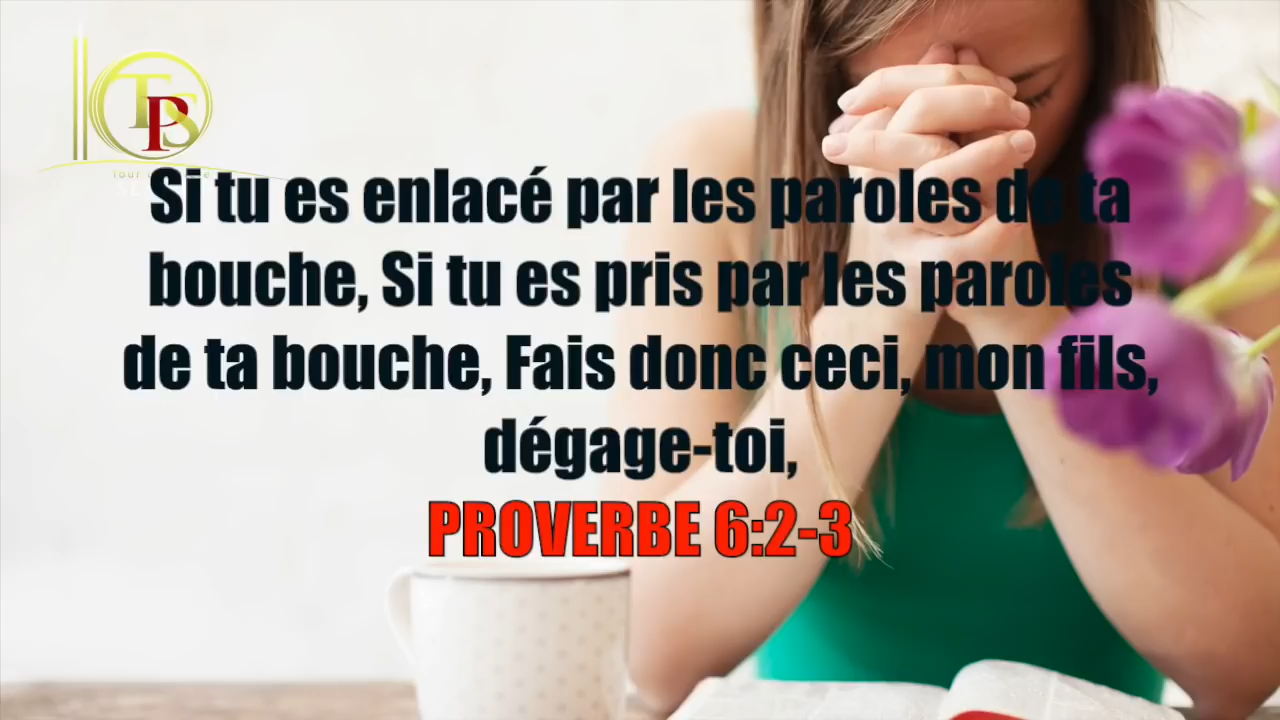 TPS
Si tu es enlacé par les paroles de ta
bouche, Si tu es pris par les paroles
de ta bouche, Fais donc ceci, mon fils,
dégage-toi,
PROVERBE 6:2-3